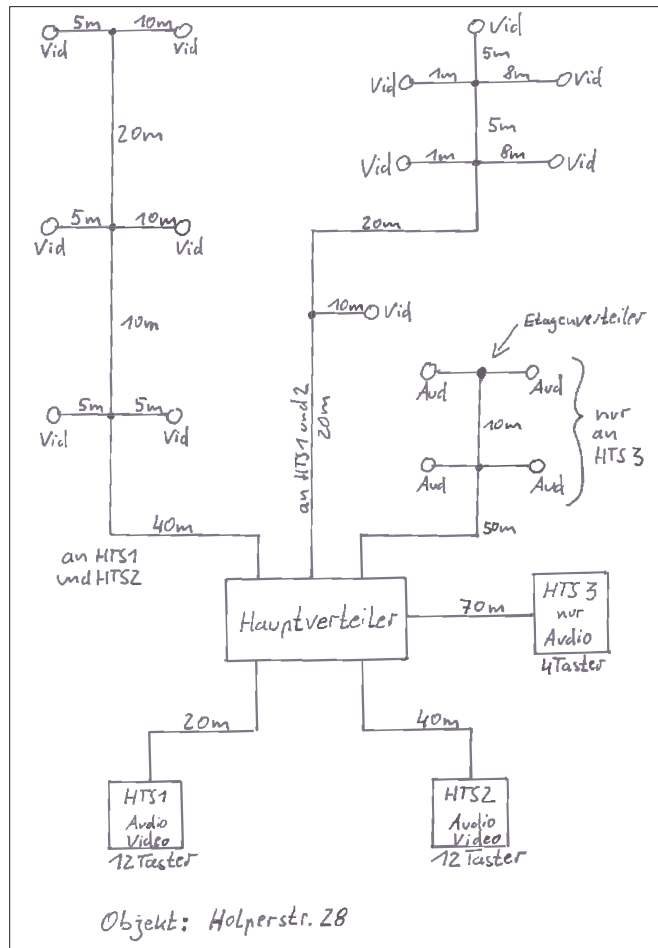 5m 10m
Vid Vid
20m
5m 10m
Vid Vid
10m
5m 5m
Vid Vid
40m
an HTS1
und HTS2
Vid
5m
Vid 1m 8m Vid
5m
Vid 1m 8m Vid
20m
10m Vid
an HTS1 und 2
20m
Etagenverteiler
Aud Aud
10m
Aud Aud
nur
an
HTS 3
50m
Hauptverteiler
70m
HTS 3
nur
Audio
4Taster
20m
40m
HTS1
Audio
Video
12Taster
HTS2
Audio
Video
12Taster
Objekt: Holperstr. 28